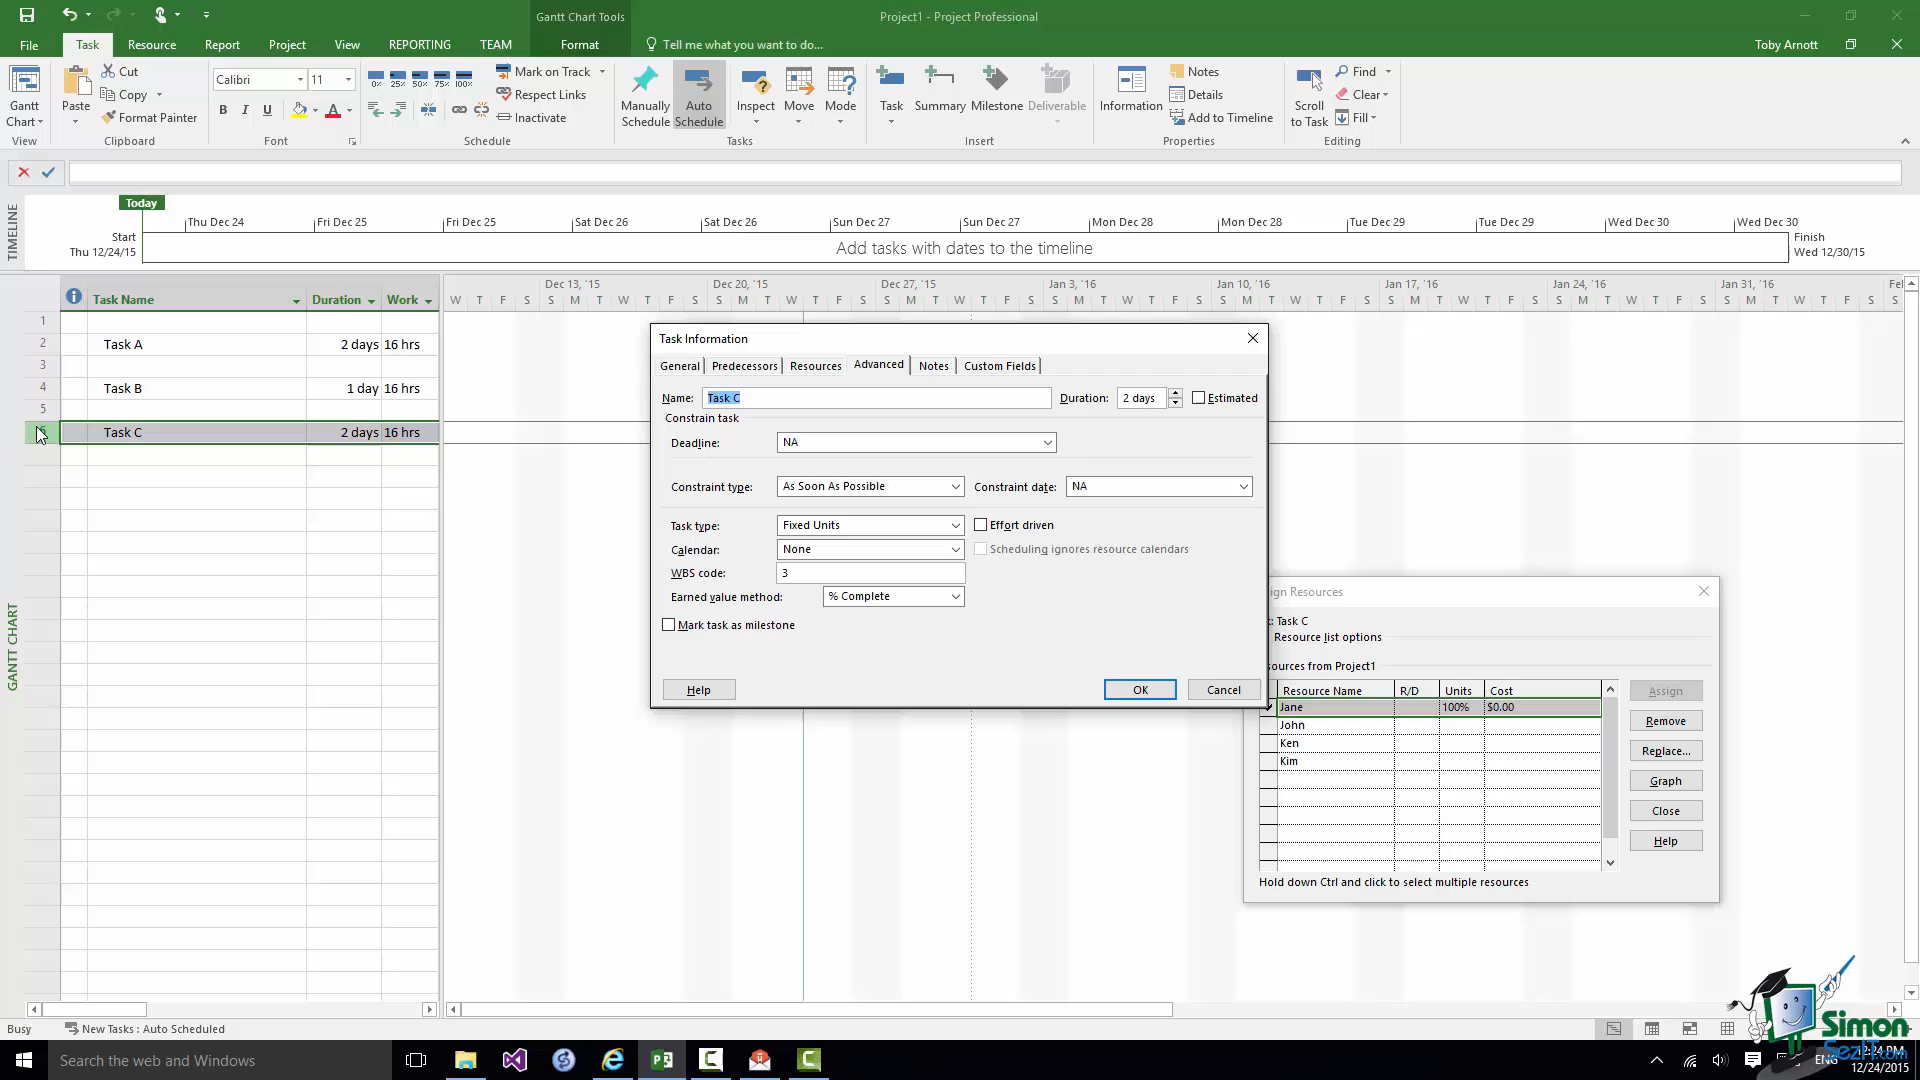 Gantt Chart Tools
Project1 - Project Professional
File
Task
Resource
Report
Project
View
REPORTING
TEAM
Format
Tell me what you want to do...
Toby Arnott
Gantt Chart
View
Paste
Cut
Copy
Format Painter
Clipboard
Calibri
11
B I U
A
Font
0% 25% 50% 75% 100%
Mark on Track
Respect Links
Inactivate
Schedule
Manually Schedule
Auto Schedule
Inspect
Move
Mode
Tasks
Task
Summary
Milestone
Deliverable
Insert
Information
Notes
Details
Add to Timeline
Properties
Scroll to Task
Find
Clear
Fill
Editing
TIMELINE
Today
Start
Thu 12/24/15
Thu Dec 24
Fri Dec 25
Fri Dec 25
Sat Dec 26
Sat Dec 26
Sun Dec 27
Sun Dec 27
Mon Dec 28
Mon Dec 28
Tue Dec 29
Tue Dec 29
Wed Dec 30
Wed Dec 30
Add tasks with dates to the timeline
Finish
Wed 12/30/15
GANTT CHART
Task Name Duration Work
1
2 Task A 2 days 16 hrs
3
4 Task B 1 day 16 hrs
5
Task C 2 days 16 hrs
Dec 13, '15
Dec 20, '15
Dec 27, '15
Jan 3, '16
Jan 10, '16
Jan 17, '16
Jan 24, '16
Jan 31, '16
W T F S S M T W T F S S M T W T F S S M T W T F S S M T W T F S S M T W T F S S M T W T F S S M T W T F S S M T W T F S
Task Information
General
Predecessors
Resources
Advanced
Notes
Custom Fields
Name: Task C
Duration: 2 days
Estimated
Constrain task
Deadline: NA
Constraint type: As Soon As Possible
Constraint date: NA
Task type: Fixed Units
Effort driven
Calendar: None
Scheduling ignores resource calendars
WBS code: 3
Earned value method: % Complete
Mark task as milestone
Help
OK
Cancel
Resources
Task C
Resource list options
from Project1
Resource Name R/D Units Cost
Jane 100% $0.00
John
Ken
Kim
Assign
Remove
Replace...
Graph
Close
Help
Hold down Ctrl and click to select multiple resources
Busy
New Tasks : Auto Scheduled
Search the web and Windows
Simon
SezIT.com
ENG
12:24 PM
12/24/2015